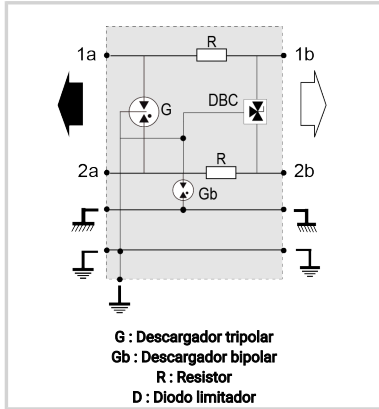 1a R 1b
G DBC
2a R 2b
Gb
G : Descargador tripolar
Gb : Descargador bipolar
R : Resistor
D : Diodo limitador